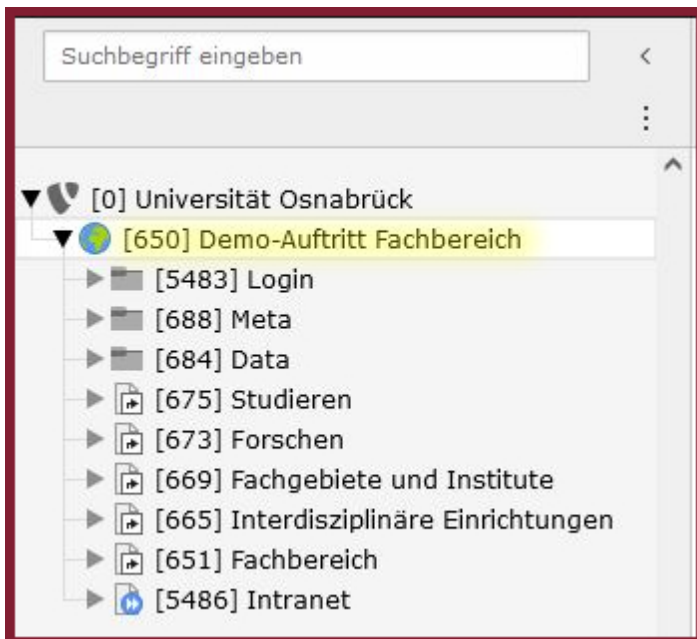 Suchbegriff eingeben
[0] Universität Osnabrück
[650] Demo-Auftritt Fachbereich
[5483] Login
[688] Meta
[684] Data
[675] Studieren
[673] Forschen
[669] Fachgebiete und Institute
[665] Interdisziplinäre Einrichtungen
[651] Fachbereich
[5486] Intranet